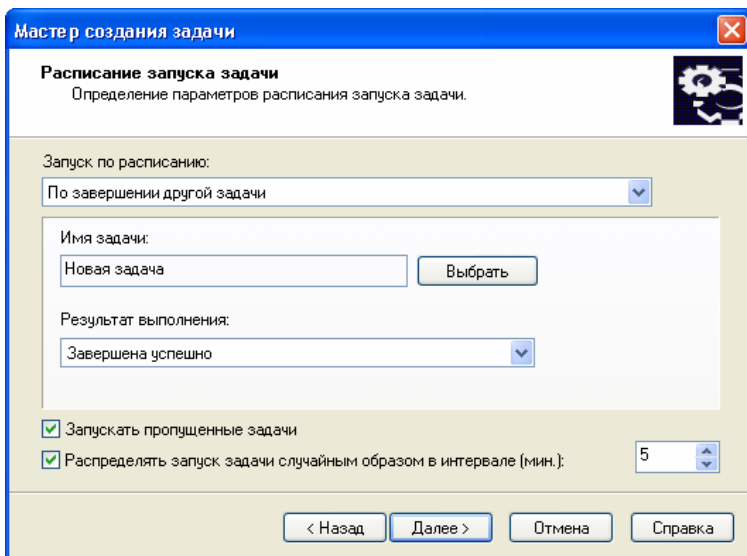 Мастер создания задачи
Расписание запуска задачи
Определение параметров расписания запуска задачи.
Запуск по расписанию:
По завершении другой задачи
Имя задачи:
Новая задача
Выбрать
Результат выполнения:
Завершена успешно
Запускать пропущенные задачи
Распределять запуск задачи случайным образом в интервале (мин.): 5
< Назад Далее > Отмена Справка